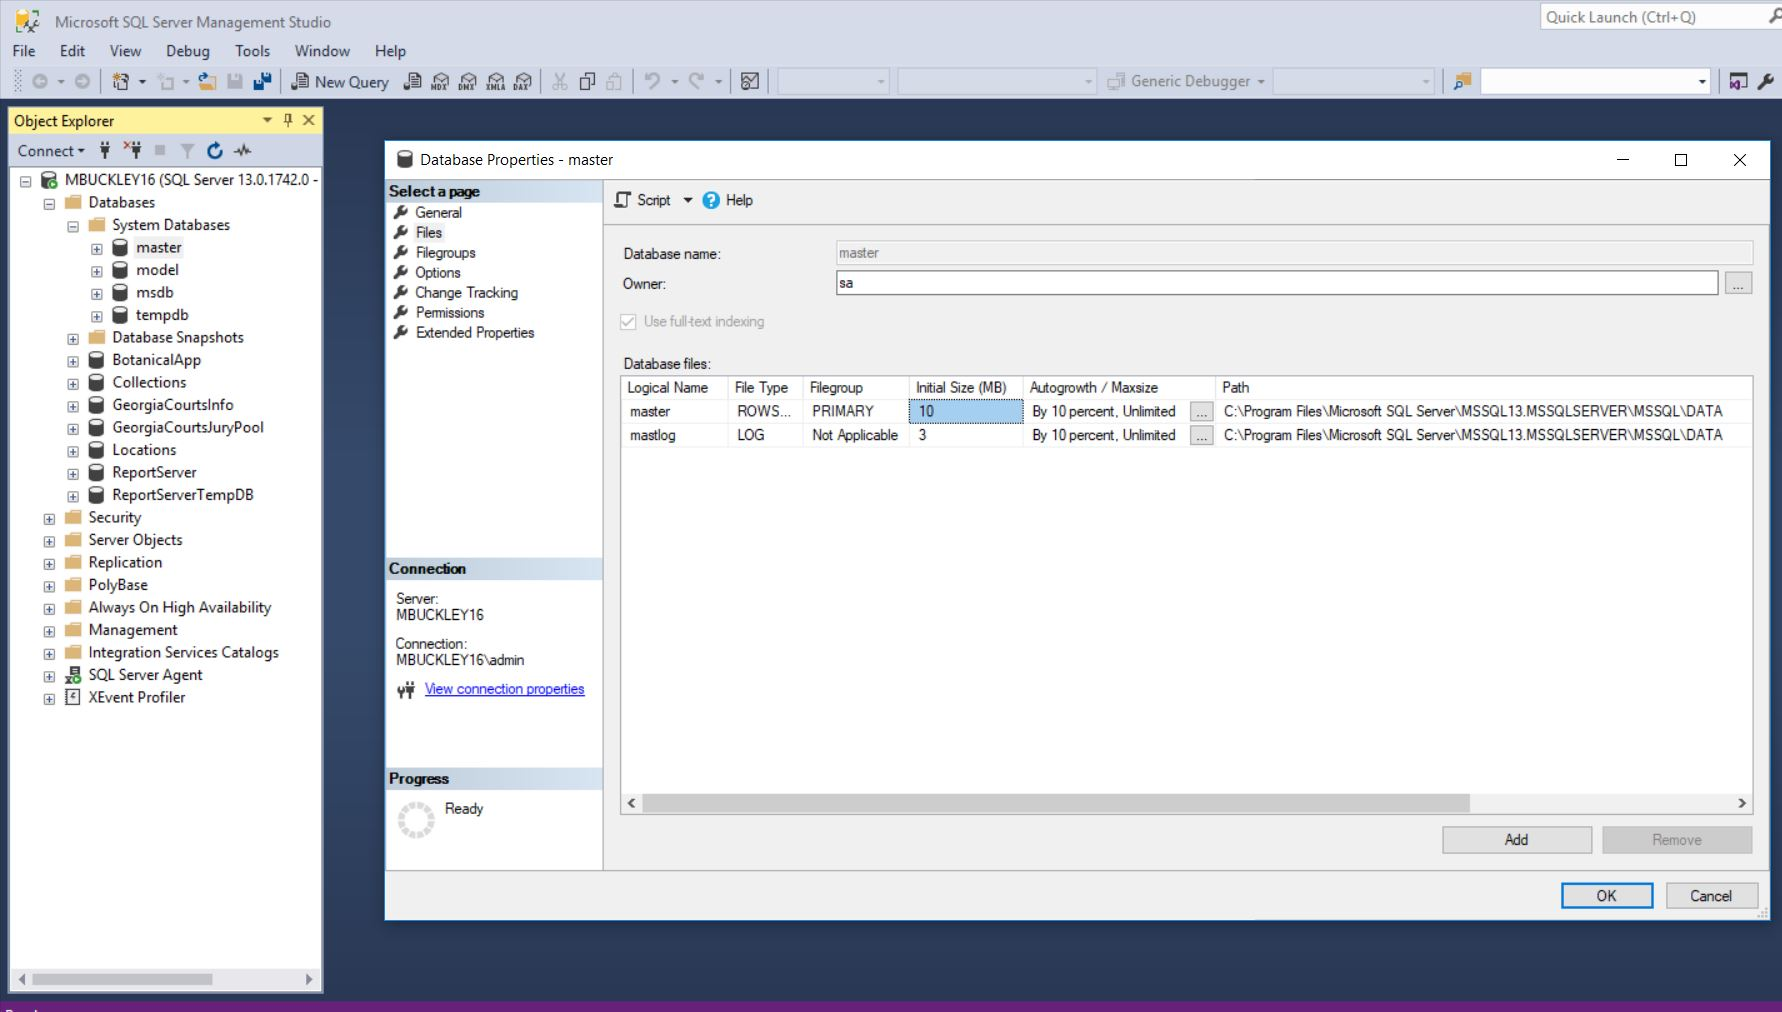 Microsoft SQL Server Management Studio
Quick Launch (Ctrl+Q)
File Edit View Debug Tools Window Help
New Query MDX DMX XMLA DAX Generic Debugger
Object Explorer
Connect
MBUCKLEY16 (SQL Server 13.0.1742.0 -
Databases
System Databases
master
model
msdb
tempdb
Database Snapshots
BotanicalApp
Collections
GeorgiaCourtsInfo
GeorgiaCourtsJuryPool
Locations
ReportServer
ReportServerTempDB
Security
Server Objects
Replication
PolyBase
Always On High Availability
Management
Integration Services Catalogs
SQL Server Agent
XEvent Profiler
Database Properties - master
Select a page
General
Files
Filegroups
Options
Change Tracking
Permissions
Extended Properties
Connection
Server:
MBUCKLEY16
Connection:
MBUCKLEY16\admin
View connection properties
Progress
Ready
Script ? Help
Database name: master
Owner: sa ...
Use full-text indexing
Database files:
Logical Name File Type Filegroup Initial Size (MB) Autogrowth / Maxsize Path
master ROWS... PRIMARY 10 By 10 percent, Unlimited ... C:\Program Files\Microsoft SQL Server\MSSQL13.MSSQLSERVER\MSSQL\DATA
mastlog LOG Not Applicable 3 By 10 percent, Unlimited ... C:\Program Files\Microsoft SQL Server\MSSQL13.MSSQLSERVER\MSSQL\DATA
Add Remove
OK Cancel